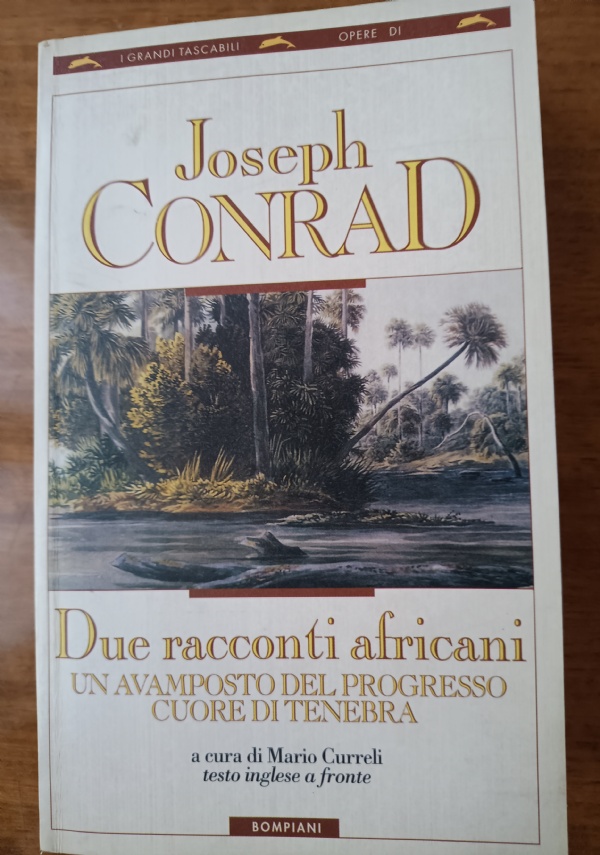 I GRANDI TASCABILI OPERE DI
Joseph
CONRAD
Due racconti africani
UN AVAMPOSTO DEL PROGRESSO
CUORE DI TENEBRA
a cura di Mario Curreli
testo inglese a fronte
BOMPIANI